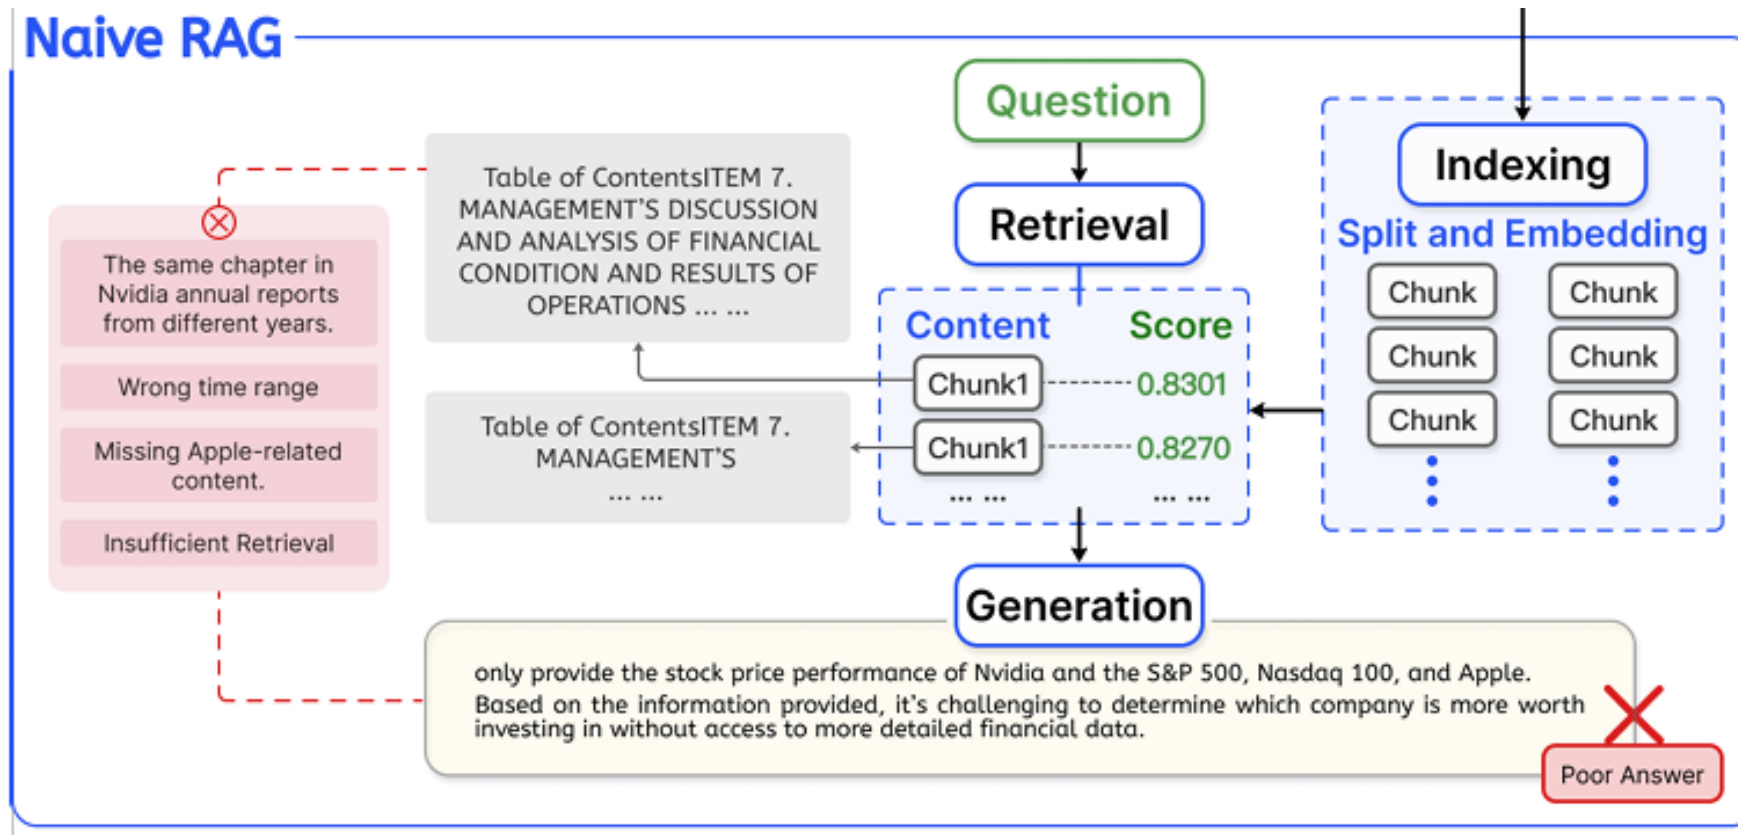 Naive RAG
Question
Retrieval
Indexing
Split and Embedding
Chunk Chunk
Chunk Chunk
Chunk Chunk
Content Score
Chunk1 0.8301
Chunk1 0.8270
... ... ... ...
Table of ContentsITEM 7.
MANAGEMENT'S DISCUSSION
AND ANALYSIS OF FINANCIAL
CONDITION AND RESULTS OF
OPERATIONS ... ...
Table of ContentsITEM 7.
MANAGEMENT'S
... ...
The same chapter in
Nvidia annual reports
from different years.
Wrong time range
Missing Apple-related
content.
Insufficient Retrieval
Generation
only provide the stock price performance of Nvidia and the S&P 500, Nasdaq 100, and Apple.
Based on the information provided, it's challenging to determine which company is more worth
investing in without access to more detailed financial data.
Poor Answer